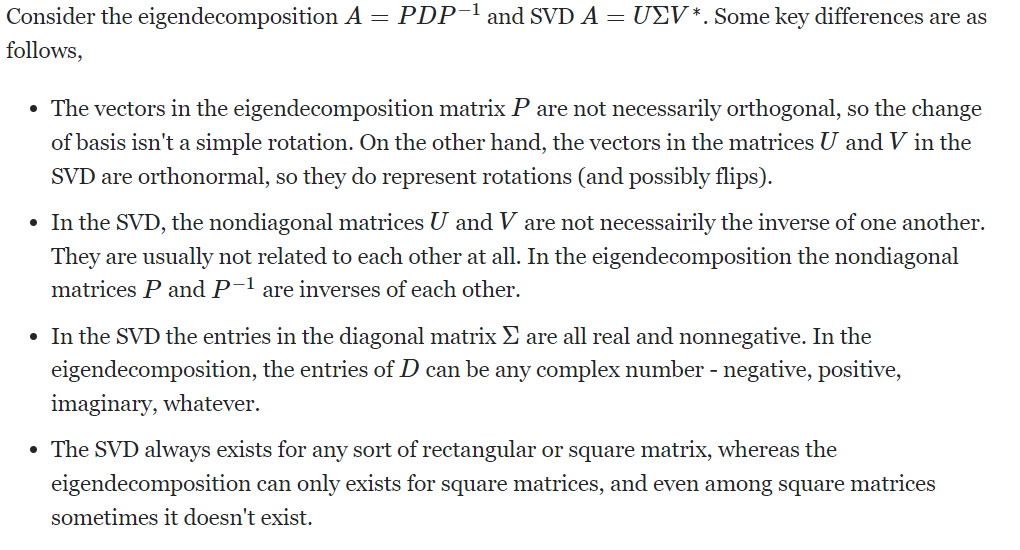 Consider the eigendecomposition A = PDP⁻¹ and SVD A = UΣV*. Some key differences are as
follows,
• The vectors in the eigendecomposition matrix P are not necessarily orthogonal, so the change
of basis isn't a simple rotation. On the other hand, the vectors in the matrices U and V in the
SVD are orthonormal, so they do represent rotations (and possibly flips).
• In the SVD, the nondiagonal matrices U and V are not necessairily the inverse of one another.
They are usually not related to each other at all. In the eigendecomposition the nondiagonal
matrices P and P⁻¹ are inverses of each other.
• In the SVD the entries in the diagonal matrix Σ are all real and nonnegative. In the
eigendecomposition, the entries of D can be any complex number - negative, positive,
imaginary, whatever.
• The SVD always exists for any sort of rectangular or square matrix, whereas the
eigendecomposition can only exists for square matrices, and even among square matrices
sometimes it doesn't exist.